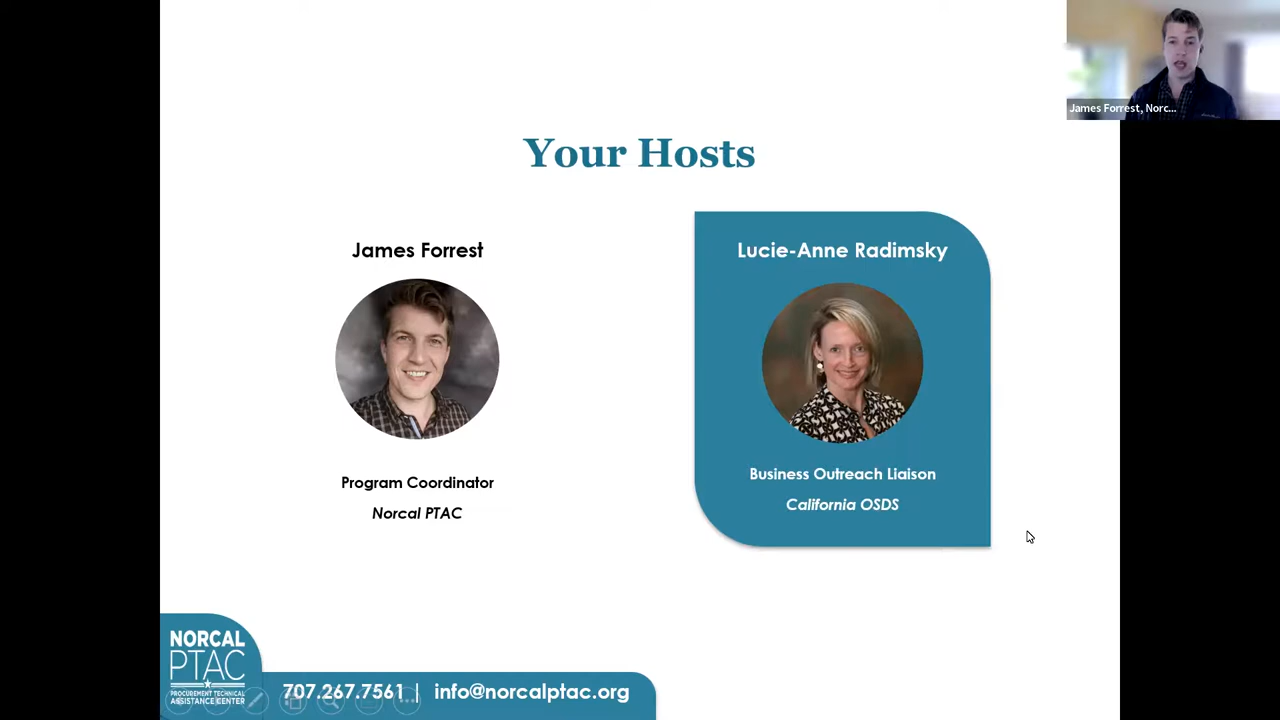 James Forrest, Norc...
Your Hosts
James Forrest
Program Coordinator
Norcal PTAC
Lucie-Anne Radimsky
Business Outreach Liaison
California OSDS
NORCAL
PTAC
PROCUREMENT TECHNICAL
ASSISTANCE CENTER
707.267.7561 | info@norcalptac.org